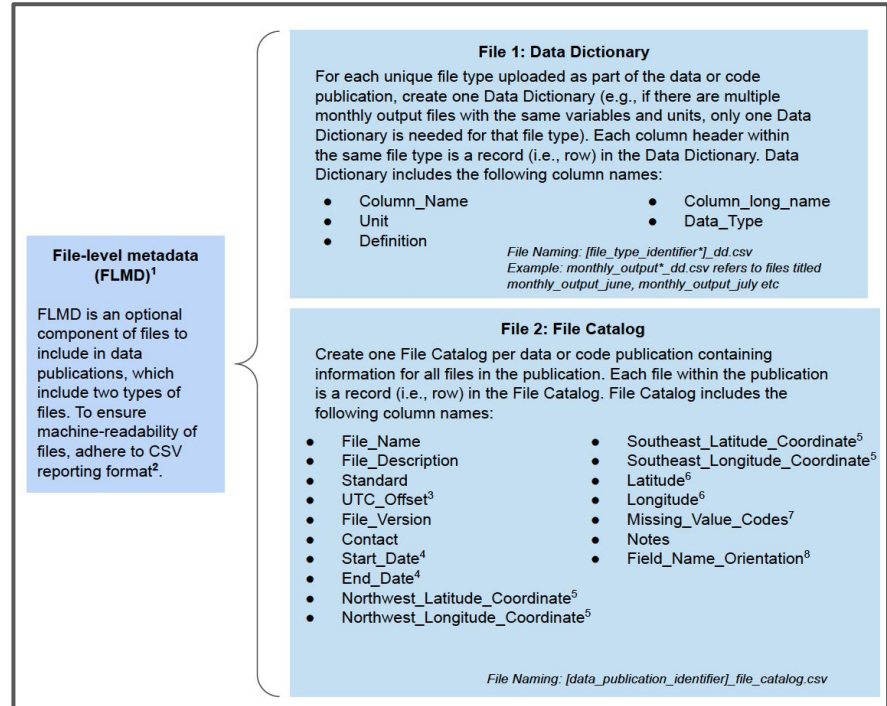 File-level metadata
(FLMD)1
FLMD is an optional
component of files to
include in data
publications, which
include two types of
files. To ensure
machine-readability of
files, adhere to CSV
reporting format2.
File 1: Data Dictionary
For each unique file type uploaded as part of the data or code
publication, create one Data Dictionary (e.g., if there are multiple
monthly output files with the same variables and units, only one Data
Dictionary is needed for that file type). Each column header within
the same file type is a record (i.e., row) in the Data Dictionary. Data
Dictionary includes the following column names:
● Column_Name
● Unit
● Definition
● Column_long_name
● Data_Type
File Naming: [file_type_identifier*]_dd.csv
Example: monthly_output*_dd.csv refers to files titled
monthly_output_june, monthly_output_july etc
File 2: File Catalog
Create one File Catalog per data or code publication containing
information for all files in the publication. Each file within the publication
is a record (i.e., row) in the File Catalog. File Catalog includes the
following column names:
● File_Name
● File_Description
● Standard
● UTC_Offset3
● File_Version
● Contact
● Start_Date4
● End_Date4
● Northwest_Latitude_Coordinate5
● Northwest_Longitude_Coordinate5
● Southeast_Latitude_Coordinate5
● Southeast_Longitude_Coordinate5
● Latitude6
● Longitude6
● Missing_Value_Codes7
● Notes
● Field_Name_Orientation8
File Naming: [data_publication_identifier]_file_catalog.csv